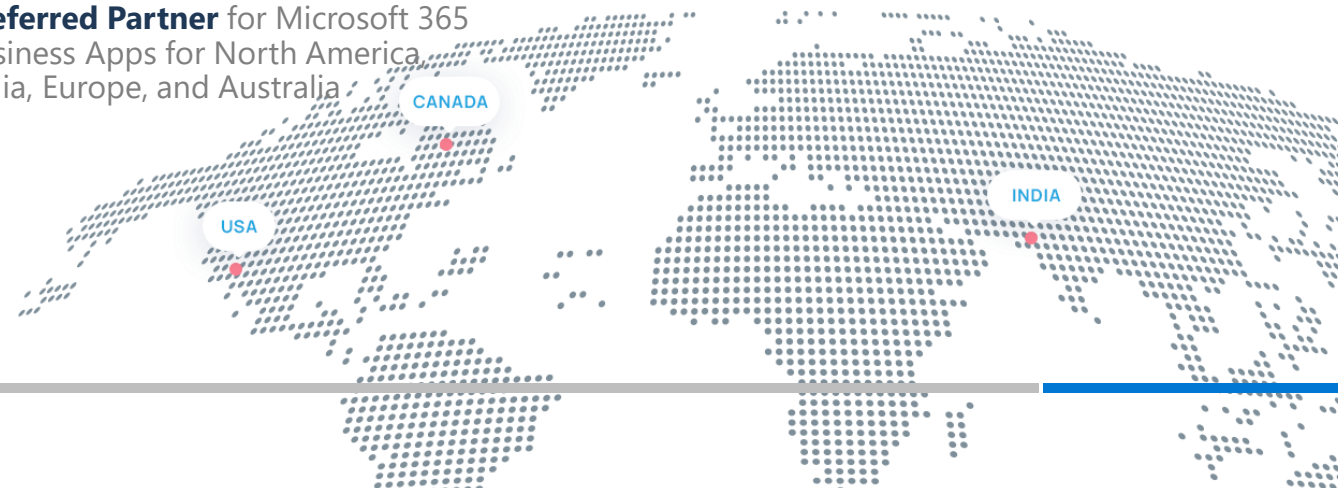 eferred Partner for Microsoft 365
siness Apps for North America,
ia, Europe, and Australia
CANADA
INDIA
USA